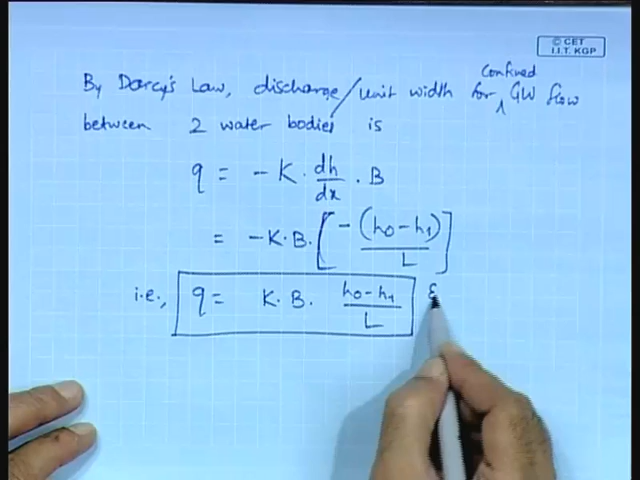 © CET
I.I.T. KGP
By Darcy's Law, discharge/unit width for confined GW flow
between 2 water bodies is
q = - K . dh/dx . B
= - K . B . [ - (h0 - h1) / L ]
i.e., q = K . B . h0 - h1 / L